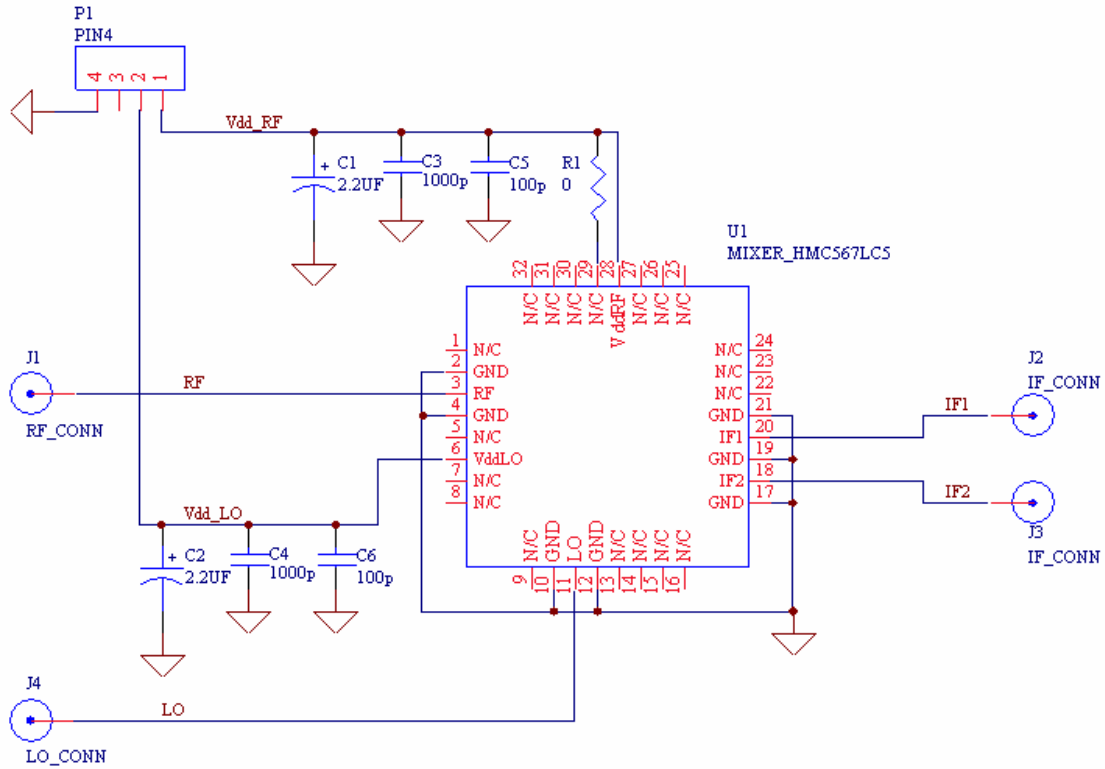 P1
PIN4
4 3 2 1
Vdd_RF
C1
2.2UF
C3
1000p
C5
100p
R1
0
U1
MIXER_HMC567LC5
32 31 30 29 28 27 26 25
N/C N/C N/C N/C VddRF N/C N/C N/C
1 N/C
2 GND
3 RF
4 GND
5 N/C
6 VddLO
7 N/C
8 N/C
N/C 24
N/C 23
N/C 22
GND 21
IF1 20
GND 19
IF2 18
GND 17
N/C GND LO GND N/C N/C N/C N/C
9 10 11 12 13 14 15 16
J1
RF
RF_CONN
J2
IF_CONN
IF1
IF2
J3
IF_CONN
Vdd_LO
C2
2.2UF
C4
1000p
C6
100p
J4
LO
LO_CONN